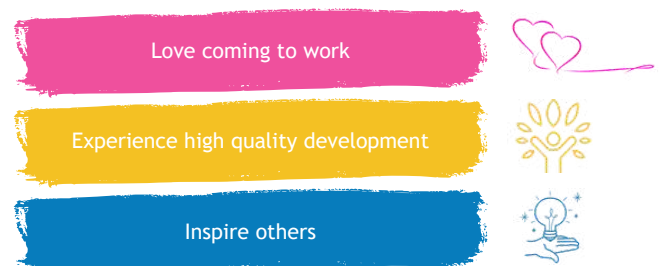 Love coming to work
Experience high quality development
Inspire others